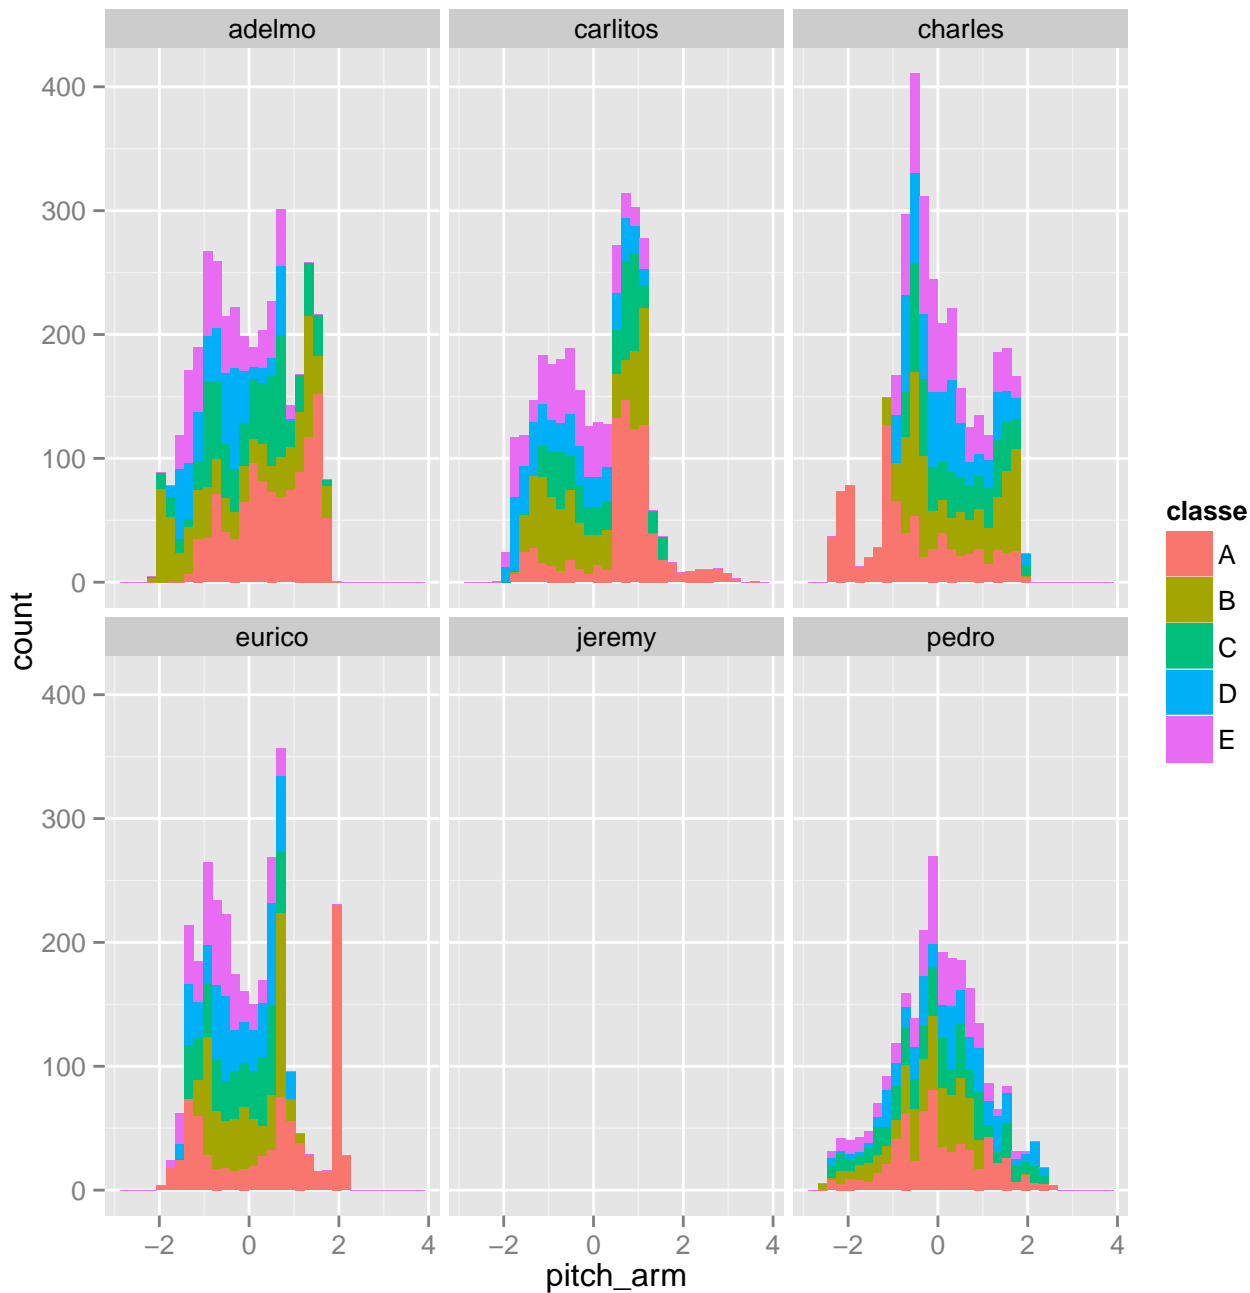 adelmo carlitos charles
400
300
200
100
0
eurico jeremy pedro
400
300
200
100
0
−2 0 2 4 −2 0 2 4 −2 0 2 4
pitch_arm
count
classe
A
B
C
D
E